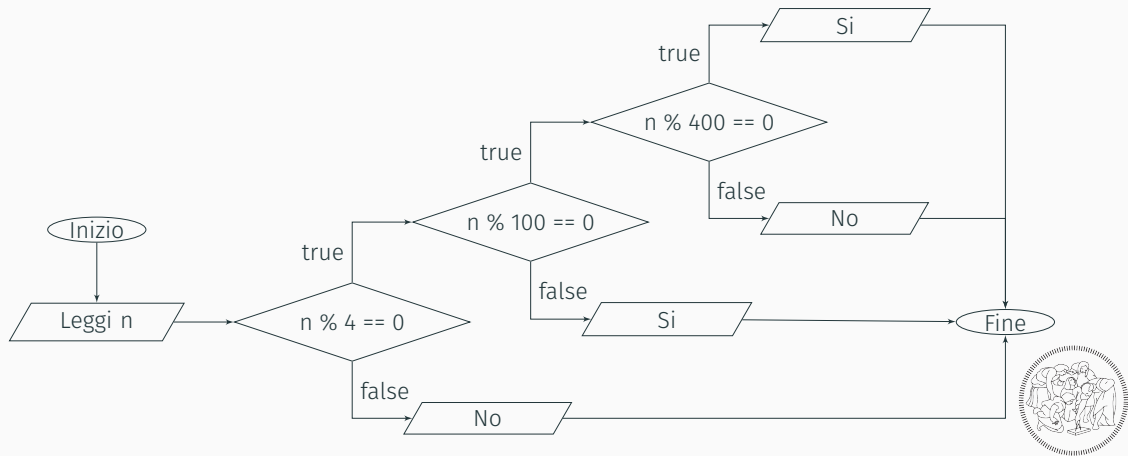 Si
true
n % 400 == 0
true
false
n % 100 == 0
No
Inizio
true
false
Leggi n
n % 4 == 0
Si
Fine
false
No